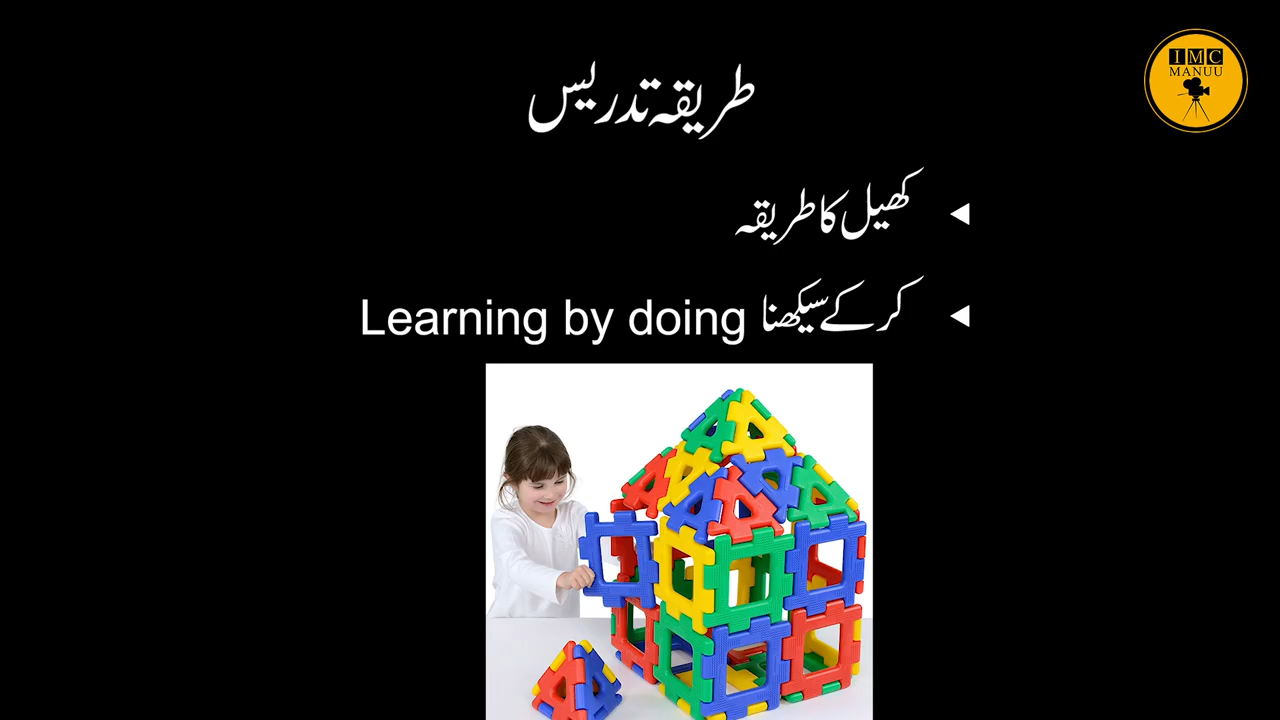 طریقہ تدریس
کھیل کا طریقہ
کر کے سیکھنا Learning by doing
IMC
MANUU